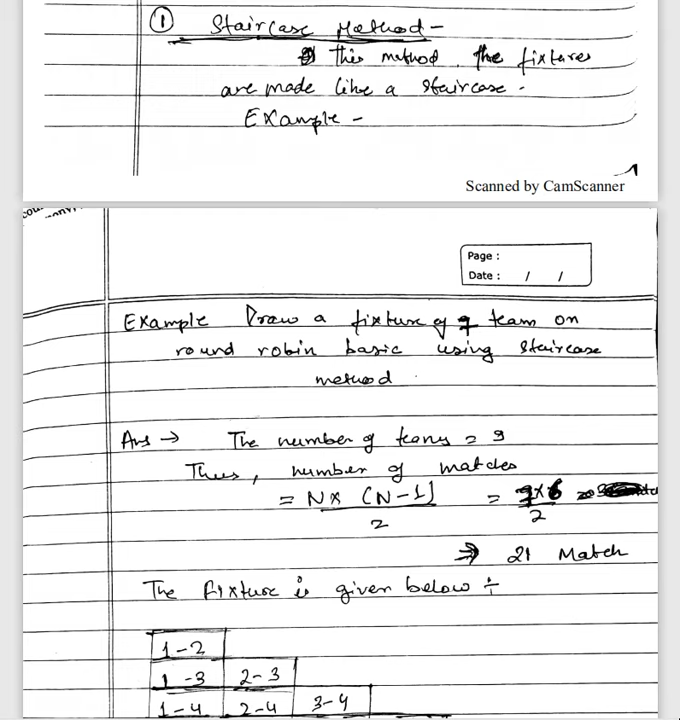 ① Staircase Method -
this method, the fixtures
are made like a staircase.
Example -
Scanned by CamScanner
Page :
Date : / /
Example Draw a fixture of 7 team on
round robin basic using staircase
method.
Ans → The number of teams = 9
Thus, number of matches
= N x (N-1) / 2 = 7x6 / 2
⇒ 21 Match
The fixture is given below ÷
1-2
1-3 2-3
1-4 2-4 3-4